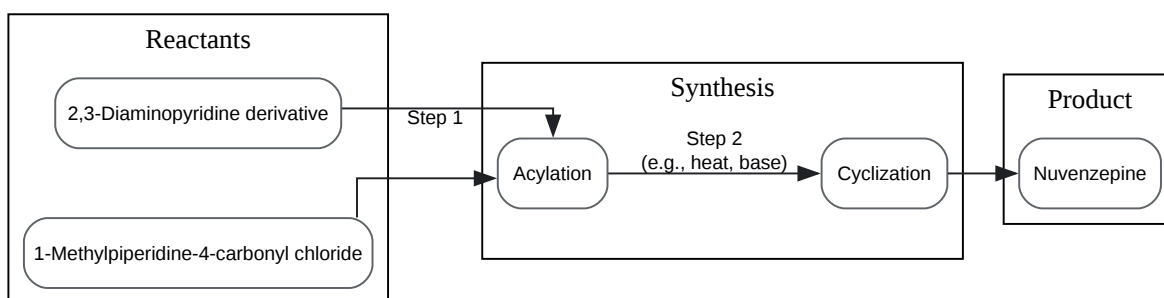 Reactants
2,3-Diaminopyridine derivative
1-Methylpiperidine-4-carbonyl chloride
Step 1
Synthesis
Acylation
Step 2
(e.g., heat, base)
Cyclization
Product
Nuvenzepine